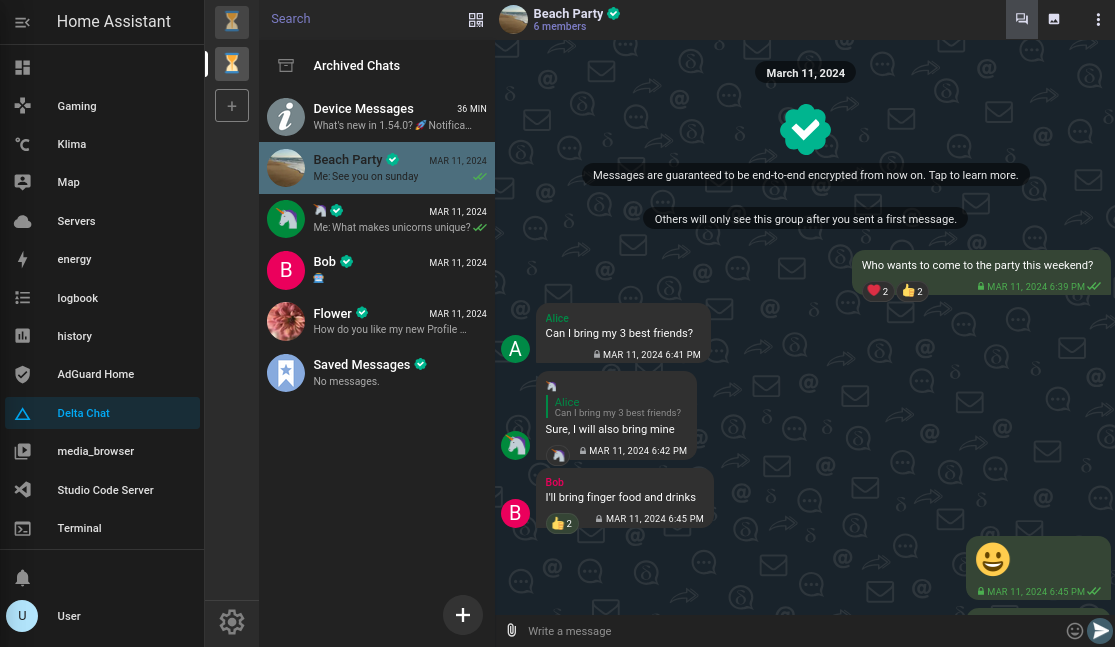 Home Assistant
Gaming
Klima
Map
Servers
energy
logbook
history
AdGuard Home
Delta Chat
media_browser
Studio Code Server
Terminal
U
User
+
Search
Archived Chats
i
Device Messages
36 MIN
What's new in 1.54.0? 🚀 Notifica...
Beach Party
MAR 11, 2024
Me: See you on sunday
🦄
MAR 11, 2024
Me: What makes unicorns unique?
B
Bob
MAR 11, 2024
Flower
MAR 11, 2024
How do you like my new Profile ...
Saved Messages
No messages.
+
Beach Party
6 members
March 11, 2024
Messages are guaranteed to be end-to-end encrypted from now on. Tap to learn more.
Others will only see this group after you sent a first message.
Who wants to come to the party this weekend?
❤️ 2 👍 2
MAR 11, 2024 6:39 PM
Alice
Can I bring my 3 best friends?
A
MAR 11, 2024 6:41 PM
🦄
Alice
Can I bring my 3 best friends?
Sure, I will also bring mine
🦄
MAR 11, 2024 6:42 PM
Bob
I'll bring finger food and drinks
B
👍 2
MAR 11, 2024 6:45 PM
😀
MAR 11, 2024 6:45 PM
Write a message